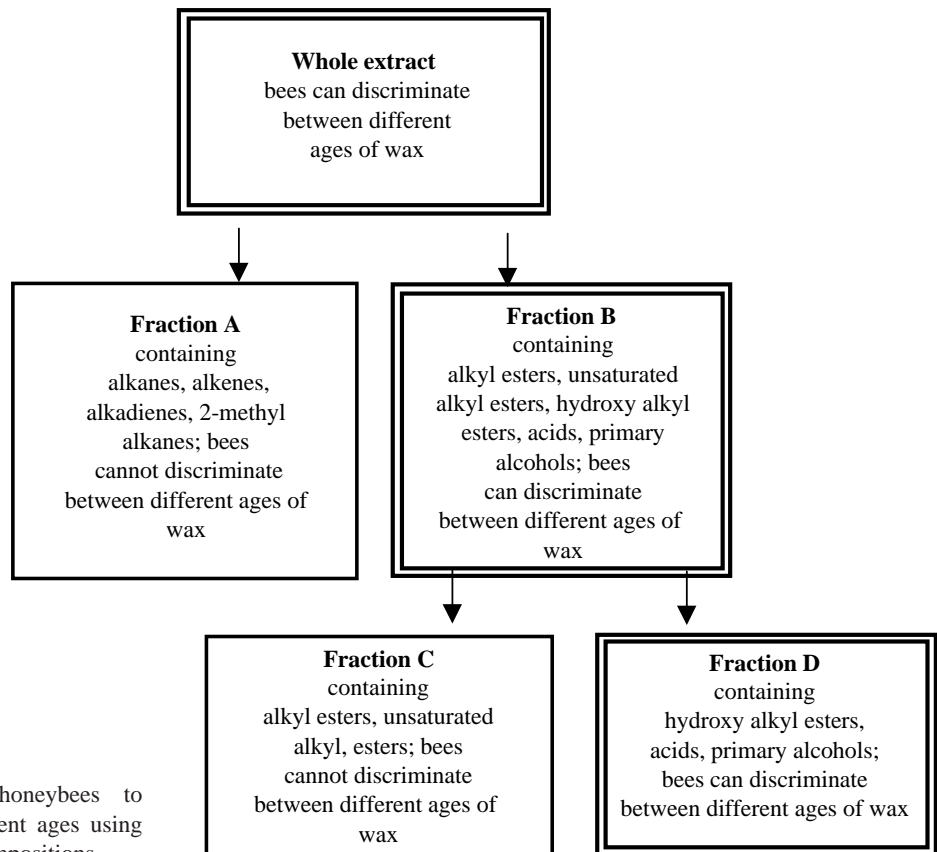 Whole extract
bees can discriminate
between different
ages of wax
Fraction A
containing
alkanes, alkenes,
alkadienes, 2-methyl
alkanes; bees
cannot discriminate
between different ages of
wax
Fraction B
containing
alkyl esters, unsaturated
alkyl esters, hydroxy alkyl
esters, acids, primary
alcohols; bees
can discriminate
between different ages of
wax
Fraction C
containing
alkyl esters, unsaturated
alkyl, esters; bees
cannot discriminate
between different ages of
wax
Fraction D
containing
hydroxy alkyl esters,
acids, primary alcohols;
bees can discriminate
between different ages of wax
honeybees to
ent ages using